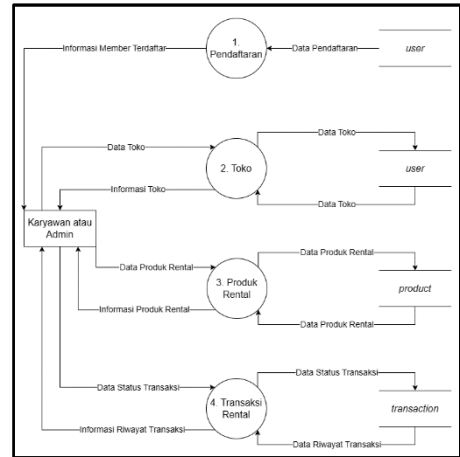 Informasi Member Terdaftar
1.
Pendaftaran
Data Pendaftaran
user
Data Toko
Data Toko
2. Toko
user
Informasi Toko
Data Toko
Karyawan atau
Admin
Data Produk Rental
Data Produk Rental
3. Produk
Rental
product
Informasi Produk Rental
Data Produk Rental
Data Status Transaksi
Data Status Transaksi
4. Transaksi
Rental
transaction
Informasi Riwayat Transaksi
Data Riwayat Transaksi